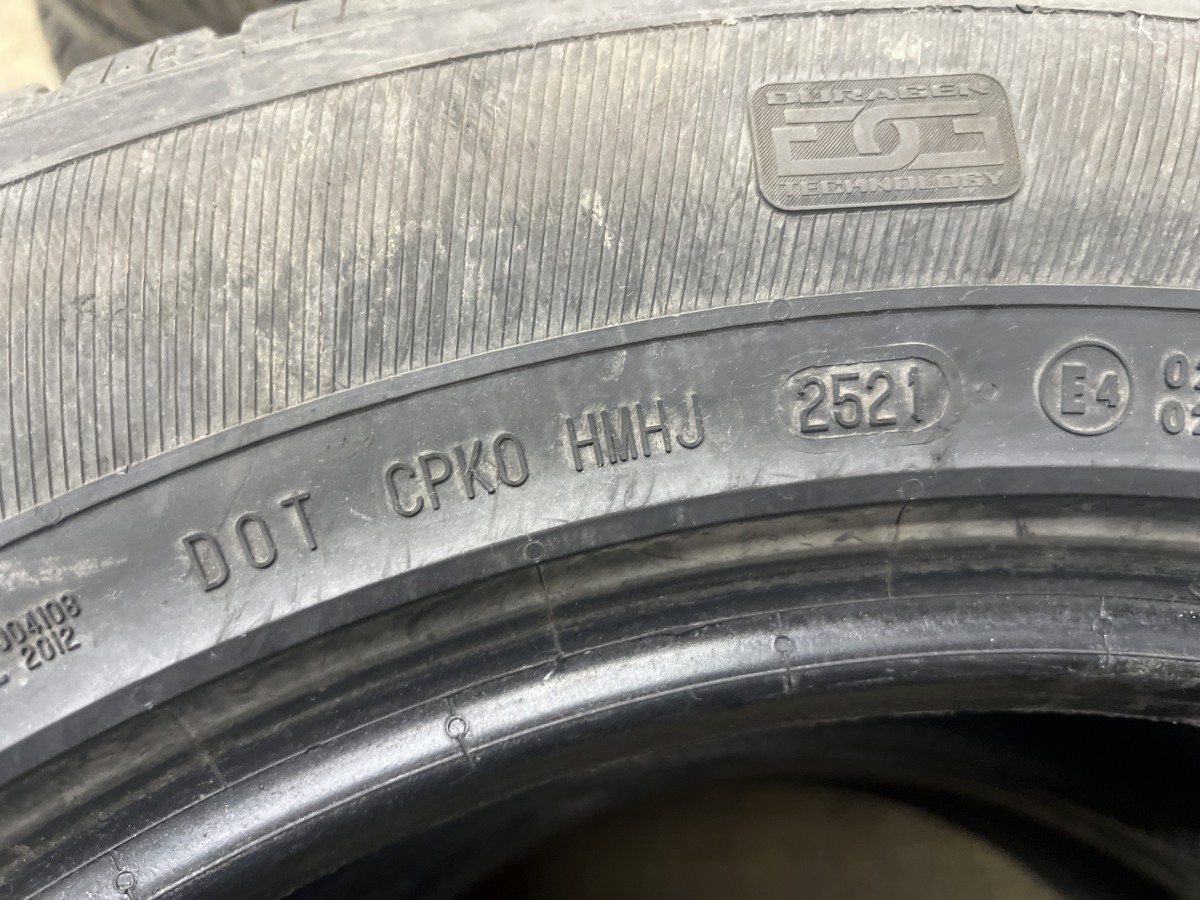 DURAGEN
TECHNOLOGY
DOT CPK0 HMHJ 2521 E4
2012